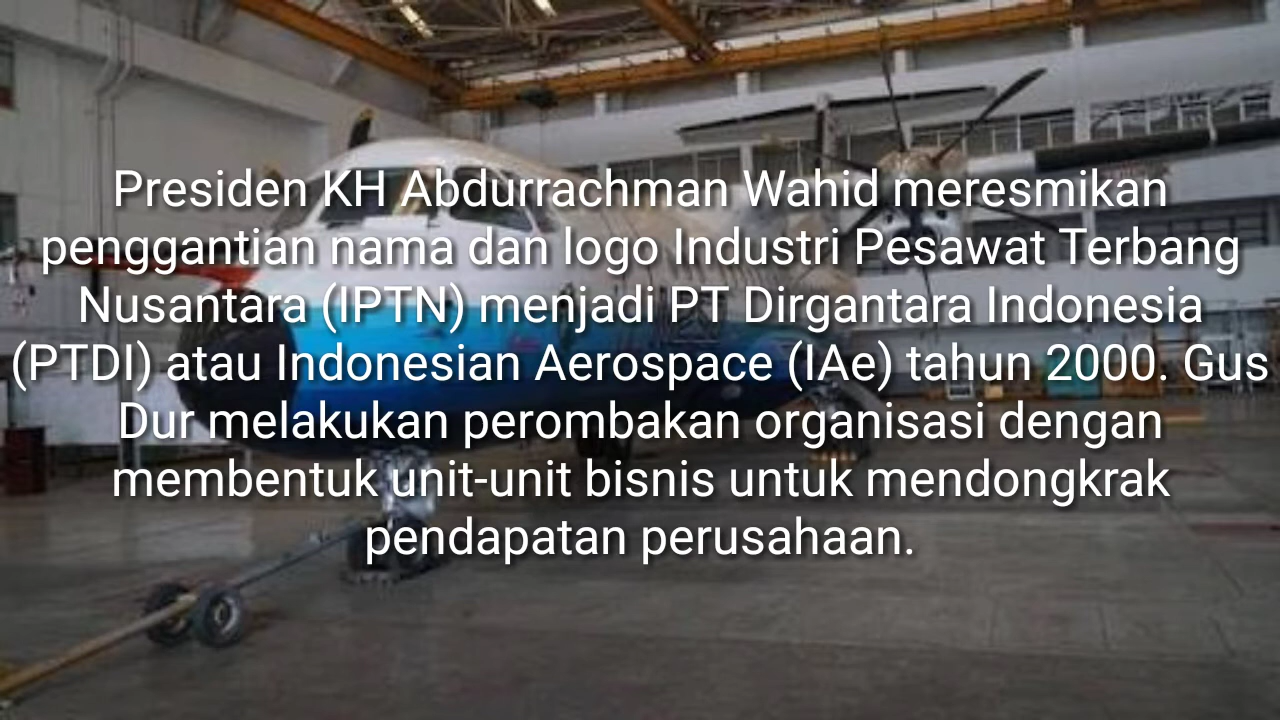 Presiden KH Abdurrachman Wahid meresmikan
penggantian nama dan logo Industri Pesawat Terbang
Nusantara (IPTN) menjadi PT Dirgantara Indonesia
(PTDI) atau Indonesian Aerospace (IAe) tahun 2000. Gus
Dur melakukan perombakan organisasi dengan
membentuk unit-unit bisnis untuk mendongkrak
pendapatan perusahaan.